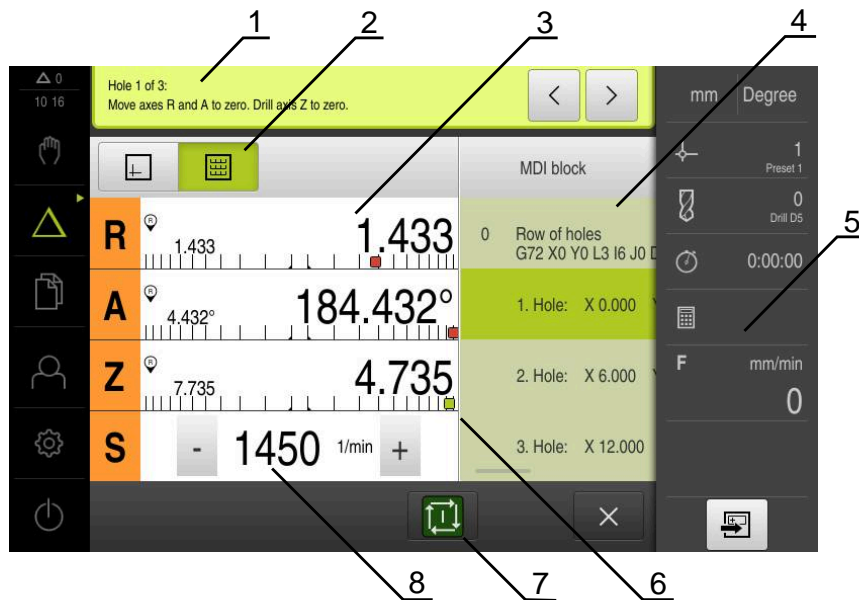 1
2
3
4
△ 0
10 16
Hole 1 of 3:
Move axes R and A to zero. Drill axis Z to zero.
<
>
mm
Degree
MDI block
1
Preset 1
0
Drill D5
5
R
R
1.433
1.433
0
Row of holes
G72 X0 Y0 L3 I6 J0 D
0:00:00
A
R
4.432°
184.432°
1. Hole:
X 0.000
Z
R
7.735
4.735
2. Hole:
X 6.000
F
mm/min
0
S
-
1450
1/min
+
3. Hole:
X 12.000
8
7
6